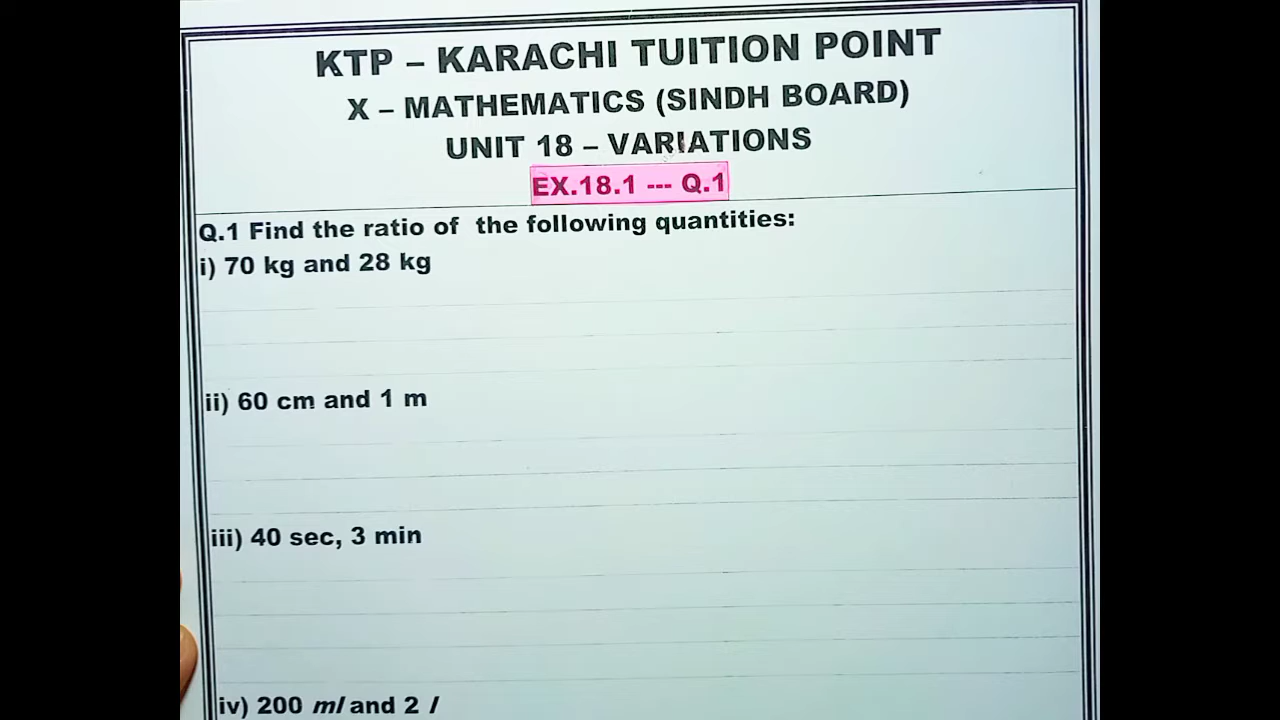 KTP – KARACHI TUITION POINT
X – MATHEMATICS (SINDH BOARD)
UNIT 18 – VARIATIONS
EX.18.1 --- Q.1
Q.1 Find the ratio of the following quantities:
i) 70 kg and 28 kg
ii) 60 cm and 1 m
iii) 40 sec, 3 min
iv) 200 ml and 2 l